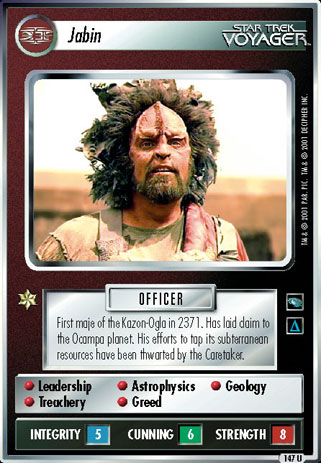 Jabin
STAR TREK
VOYAGER™
TM & © 2001 PAR. PIC. TM & © 2001 DECIPHER INC.
OFFICER
First maje of the Kazon-Ogla in 2371. Has laid claim to
the Ocampa planet. His efforts to tap its subterranean
resources have been thwarted by the Caretaker.
Leadership Astrophysics Geology
Treachery Greed
INTEGRITY 5 CUNNING 6 STRENGTH 8
147 U